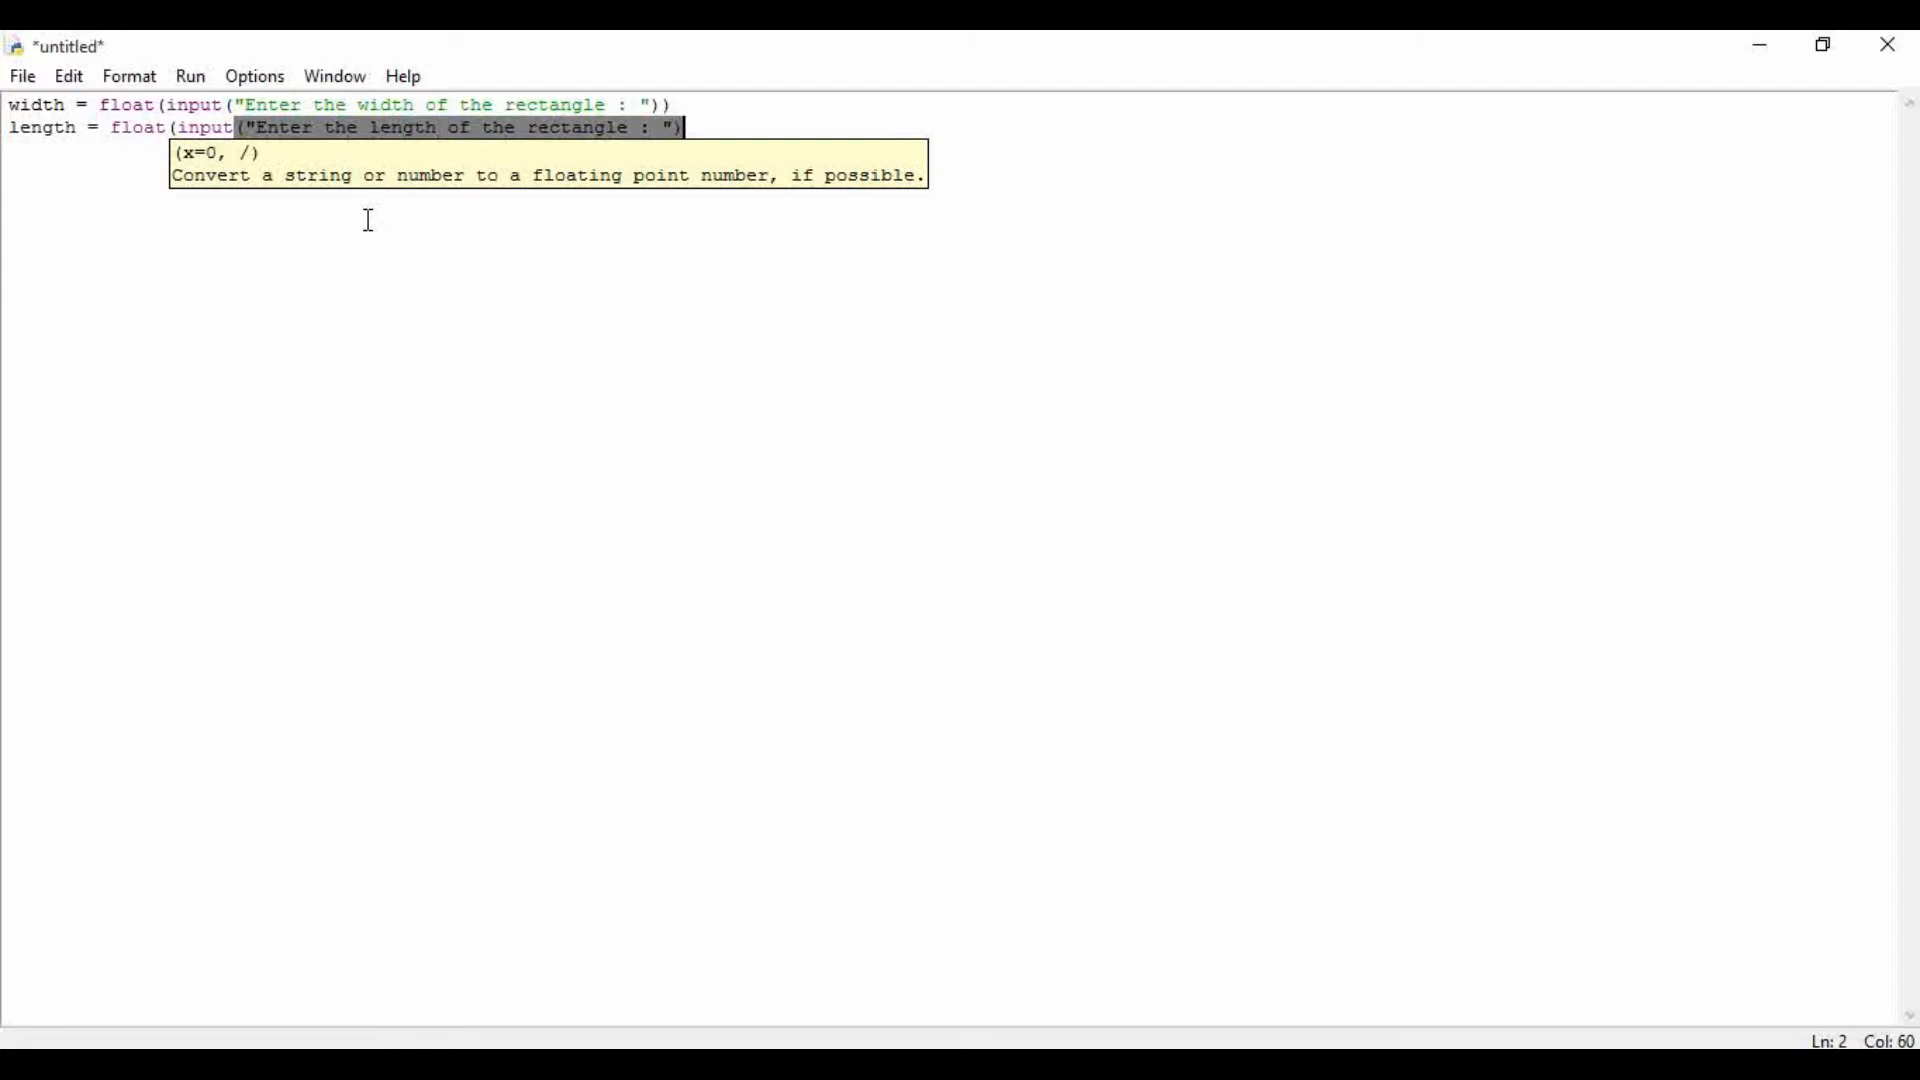 *untitled*
File Edit Format Run Options Window Help
width = float(input("Enter the width of the rectangle : "))
length = float(input("Enter the length of the rectangle : ")
(x=0, /)
Convert a string or number to a floating point number, if possible.
Ln: 2 Col: 60